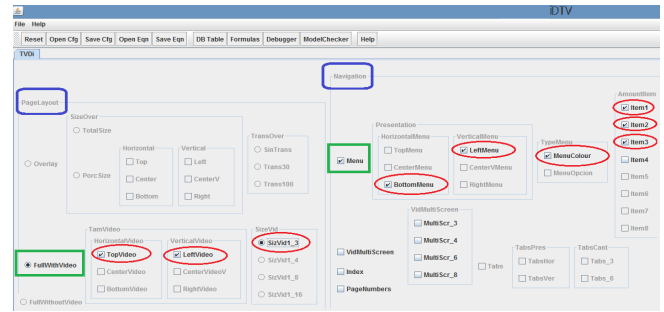 iDTV
File Help
Reset Open Cfg Save Cfg Open Eqn Save Eqn DB Table Formulas Debugger ModelChecker Help
TVDi
PageLayout
SizeOver
TotalSize
PorcSize
Horizontal
Top
Center
Bottom
Vertical
Left
CenterV
Right
TransOver
SinTrans
Trans30
Trans100
Overlay
TamVideo
HorizontalVideo
TopVideo
CenterVideo
BottomVideo
VerticalVideo
LeftVideo
CenterVideoV
RightVideo
SizeVid
SizVid1_3
SizVid1_4
SizVid1_8
SizVid1_16
FullWithVideo
FullWithoutVideo
Navigation
Menu
Presentation
HorizontalMenu
TopMenu
CenterMenu
BottomMenu
VerticalMenu
LeftMenu
CenterVMenu
RightMenu
TypeMenu
MenuColour
MenuOpcion
AmountItem
Item1
Item2
Item3
Item4
Item5
Item6
Item7
Item8
VidMultiScreen
MultiScr_3
MultiScr_4
MultiScr_6
MultiScr_8
VidMultiScreen
Index
PageNumbers
Tabs
TabsPres
TabsHor
TabsVer
TabsCant
Tabs_3
Tabs_6